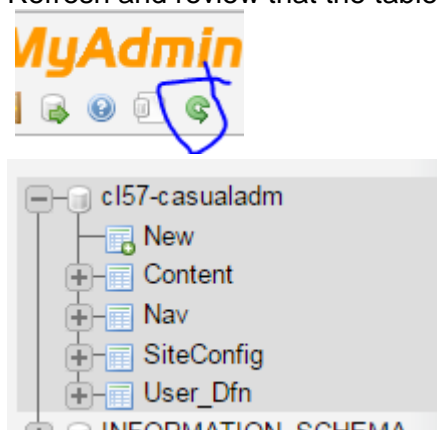 Refresh and review that the table
MyAdmin
cl57-casualadm
New
Content
Nav
SiteConfig
User_Dfn
INFORMATION_SCHEMA